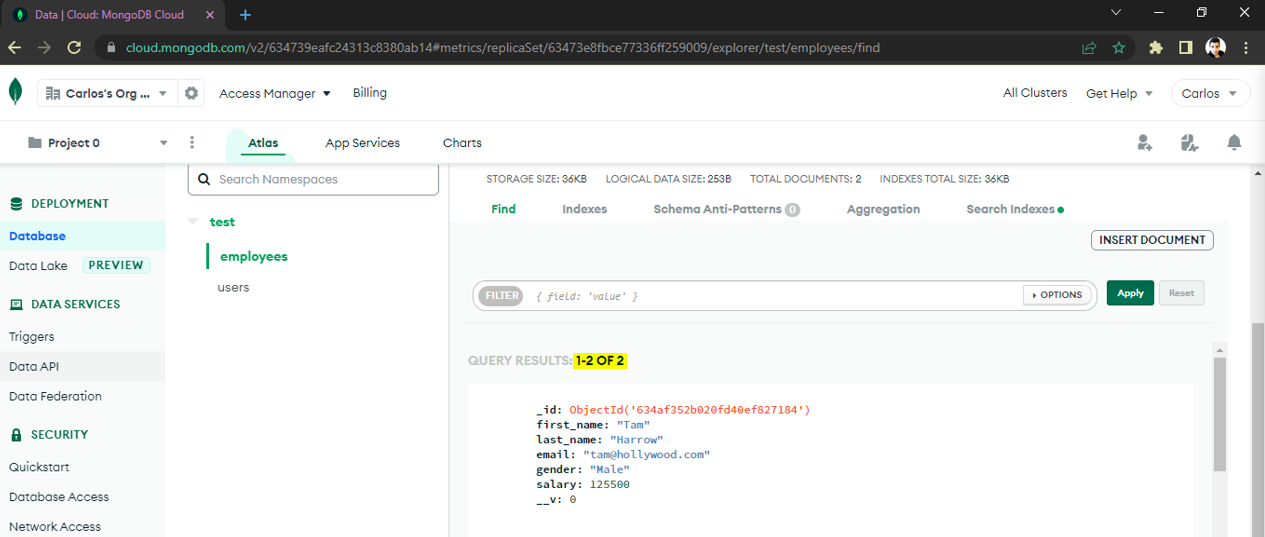 Data | Cloud: MongoDB Cloud
cloud.mongodb.com/v2/634739eafc24313c8380ab14#metrics/replicaSet/63473e8fbce77336ff259009/explorer/test/employees/find
Carlos's Org ...
Access Manager
Billing
All Clusters
Get Help
Carlos
Project 0
Atlas
App Services
Charts
DEPLOYMENT
Database
Data Lake PREVIEW
DATA SERVICES
Triggers
Data API
Data Federation
SECURITY
Quickstart
Database Access
Network Access
Search Namespaces
test
employees
users
STORAGE SIZE: 36KB LOGICAL DATA SIZE: 253B TOTAL DOCUMENTS: 2 INDEXES TOTAL SIZE: 36KB
Find Indexes Schema Anti-Patterns 0 Aggregation Search Indexes
INSERT DOCUMENT
FILTER { field: 'value' } OPTIONS Apply Reset
QUERY RESULTS: 1-2 OF 2
_id: ObjectId('634af352b020fd40ef827184')
first_name: "Tam"
last_name: "Harrow"
email: "tam@hollywood.com"
gender: "Male"
salary: 125500
__v: 0